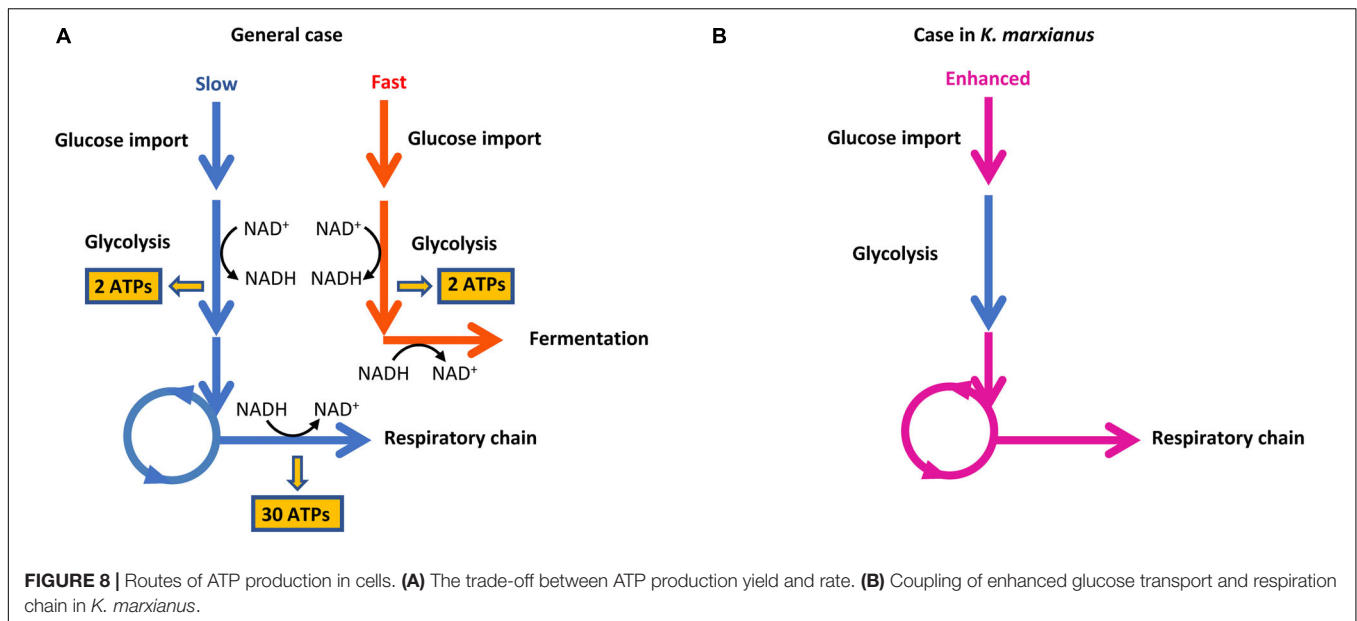 A
General case
Slow
Fast
Glucose import
Glucose import
Glycolysis
NAD+
NADH
2 ATPs
NAD+
NADH
Glycolysis
2 ATPs
Fermentation
NADH
NAD+
NADH
NAD+
Respiratory chain
30 ATPs
B
Case in K. marxianus
Enhanced
Glucose import
Glycolysis
Respiratory chain
FIGURE 8 | Routes of ATP production in cells. (A) The trade-off between ATP production yield and rate. (B) Coupling of enhanced glucose transport and respiration
chain in K. marxianus.